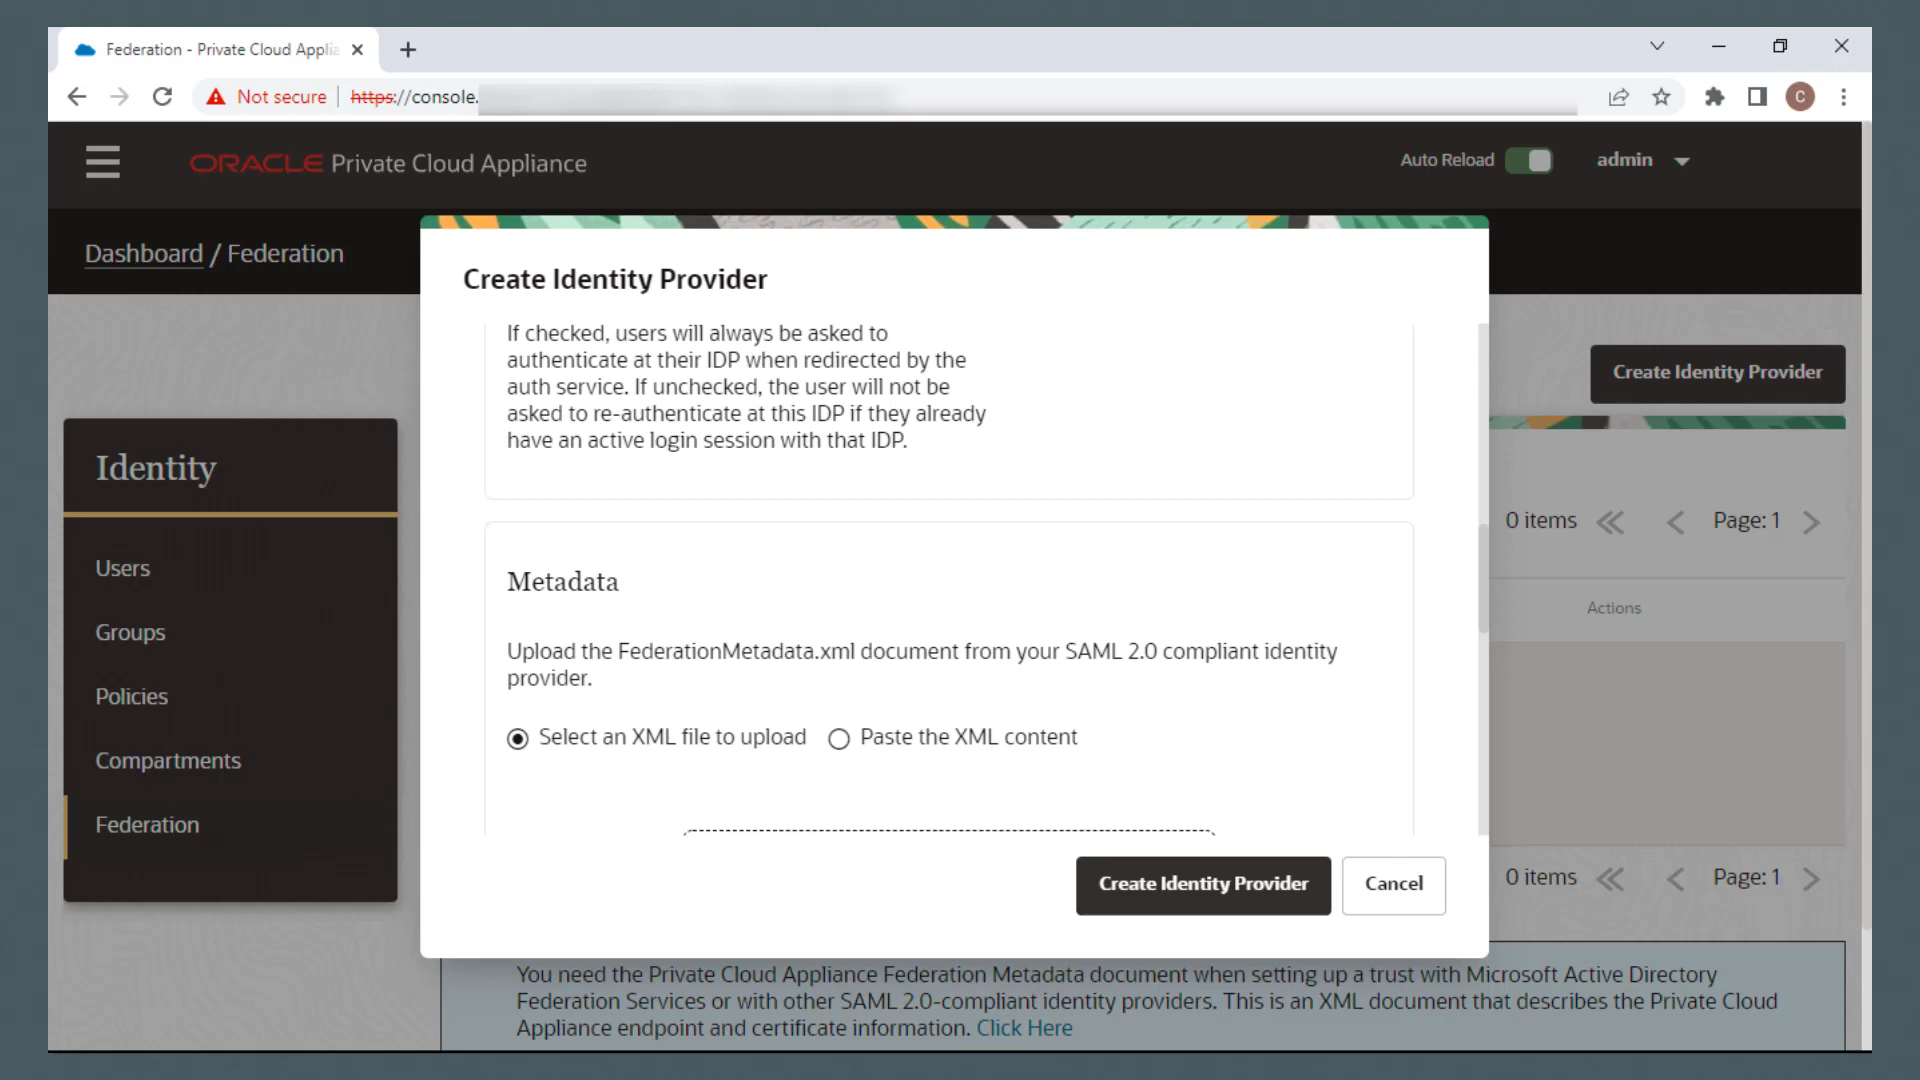 Federation - Private Cloud Applia
Not secure
https://console.
ORACLE Private Cloud Appliance
Auto Reload
admin
C
Dashboard / Federation
Create Identity Provider
Identity
Users
Groups
Policies
Compartments
Federation
Create Identity Provider
If checked, users will always be asked to
authenticate at their IDP when redirected by the
auth service. If unchecked, the user will not be
asked to re-authenticate at this IDP if they already
have an active login session with that IDP.
Metadata
Upload the FederationMetadata.xml document from your SAML 2.0 compliant identity
provider.
Select an XML file to upload
Paste the XML content
Create Identity Provider
Cancel
0 items
Page: 1
Actions
0 items
Page: 1
You need the Private Cloud Appliance Federation Metadata document when setting up a trust with Microsoft Active Directory
Federation Services or with other SAML 2.0-compliant identity providers. This is an XML document that describes the Private Cloud
Appliance endpoint and certificate information. Click Here